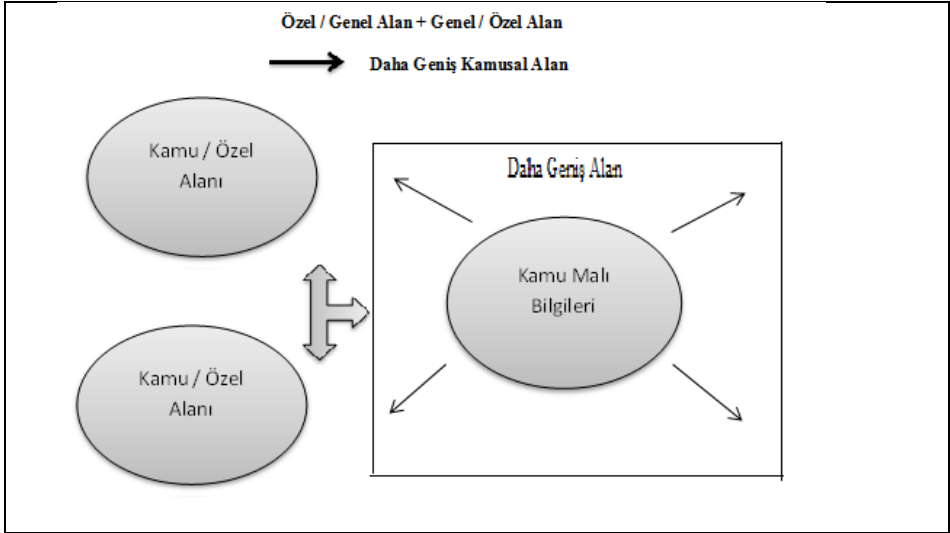 Özel / Genel Alan + Genel / Özel Alan
Daha Geniş Kamusal Alan
Kamu / Özel
Alanı
Daha Geniş Alan
Kamu Malı
Bilgileri
Kamu / Özel
Alanı